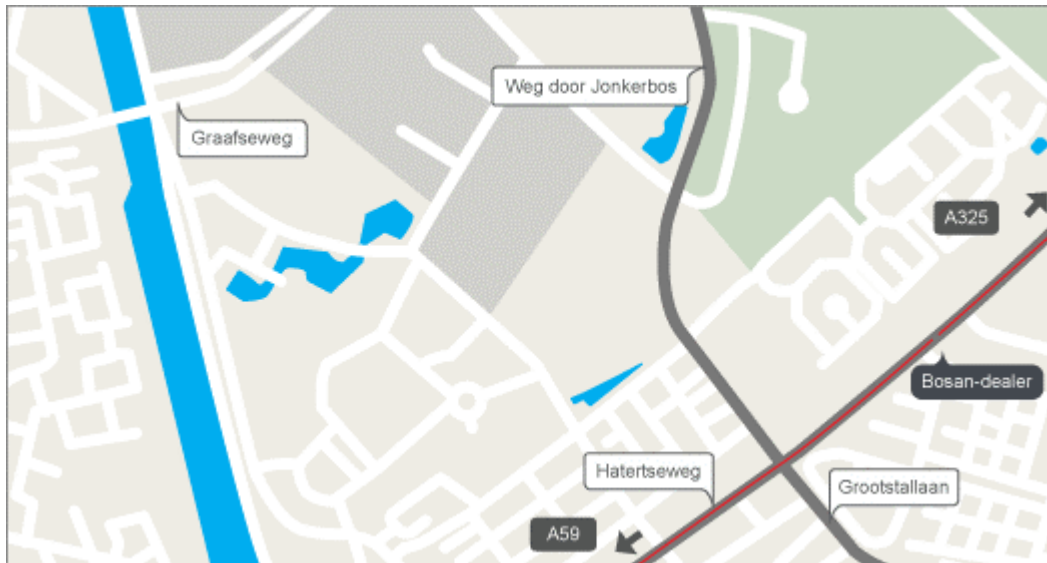 Weg door Jonkerbos
Graafseweg
A325
Bosan-dealer
Hatertseweg
Grootstallaan
A59